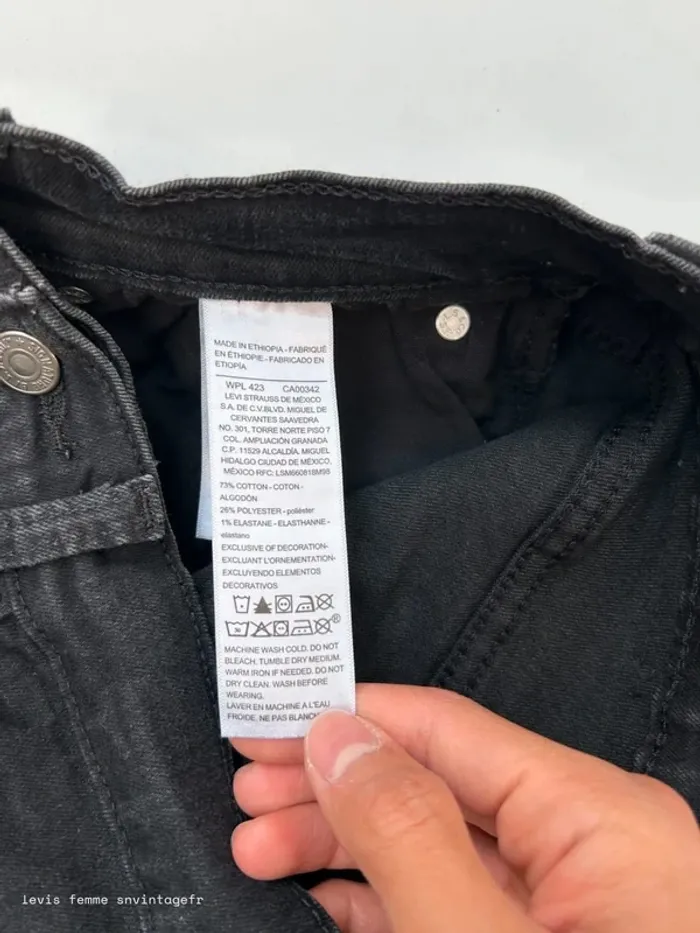 MADE IN ETHIOPIA - FABRIQUÉ
EN ÉTHIOPIE - FABRICADO EN
ETIOPÍA
WPL 423 CA00342
LEVI STRAUSS DE MÉXICO
S.A. DE C.V.BLVD. MIGUEL DE
CERVANTES SAAVEDRA
NO. 301, TORRE NORTE PISO 7
COL. AMPLIACIÓN GRANADA
C.P. 11529 ALCALDÍA. MIGUEL
HIDALGO CIUDAD DE MÉXICO,
MÉXICO-RFC: LSM660818M98
73% COTTON - COTON -
ALGODÓN
26% POLYESTER - poliéster
1% ELASTANE - ELASTHANNE -
elastano
EXCLUSIVE OF DECORATION-
EXCLUANT L'ORNEMENTATION-
EXCLUYENDO ELEMENTOS
DECORATIVOS
MACHINE WASH COLD. DO NOT
BLEACH. TUMBLE DRY MEDIUM.
WARM IRON IF NEEDED. DO NOT
DRY CLEAN. WASH BEFORE
WEARING.
LAVER EN MACHINE A L'EAU
FROIDE. NE PAS
levis femme snvintagefr